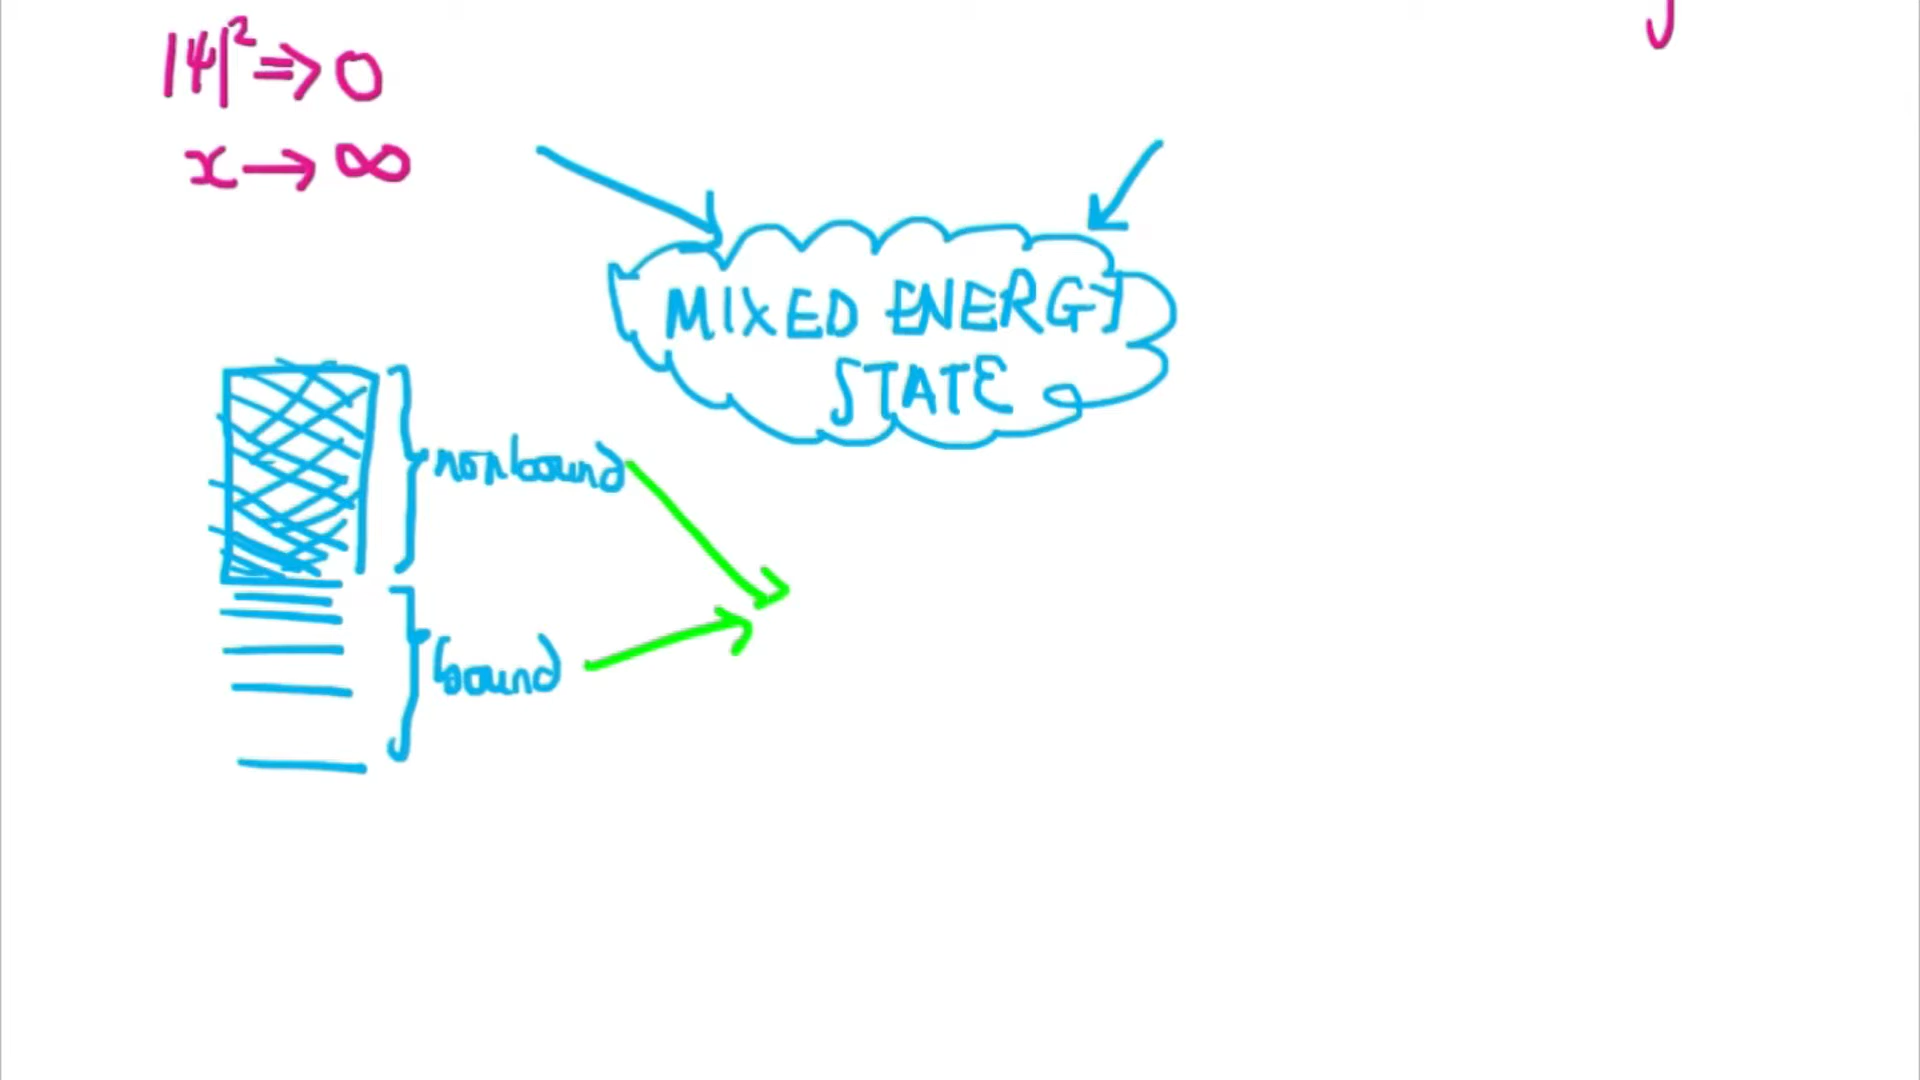 |ψ|² => 0
x → ∞
MIXED ENERGY
STATE
nonbound
bound